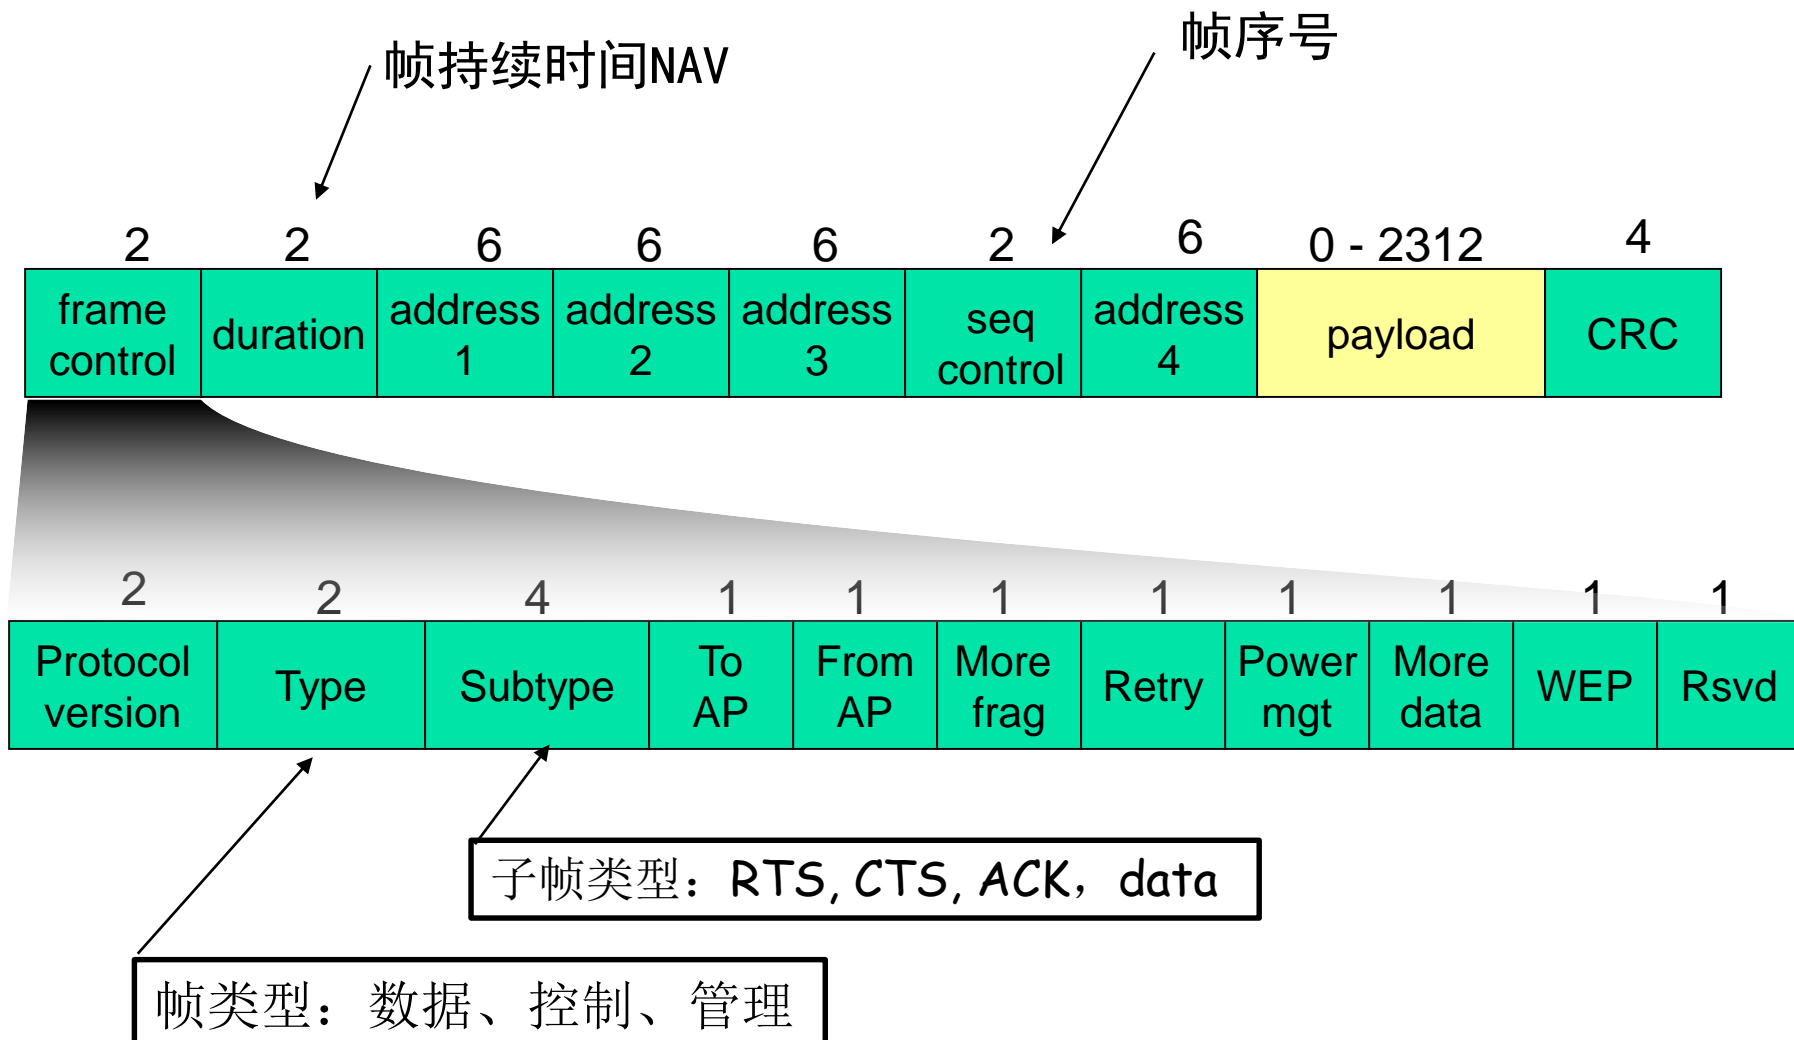 帧持续时间NAV
帧序号
2 2 6 6 6 2 6 0 - 2312 4
frame control
duration
address 1
address 2
address 3
seq control
address 4
payload
CRC
2 2 4 1 1 1 1 1 1 1 1
Protocol version
Type
Subtype
To AP
From AP
More frag
Retry
Power mgt
More data
WEP
Rsvd
子帧类型：RTS, CTS, ACK，data
帧类型：数据、控制、管理